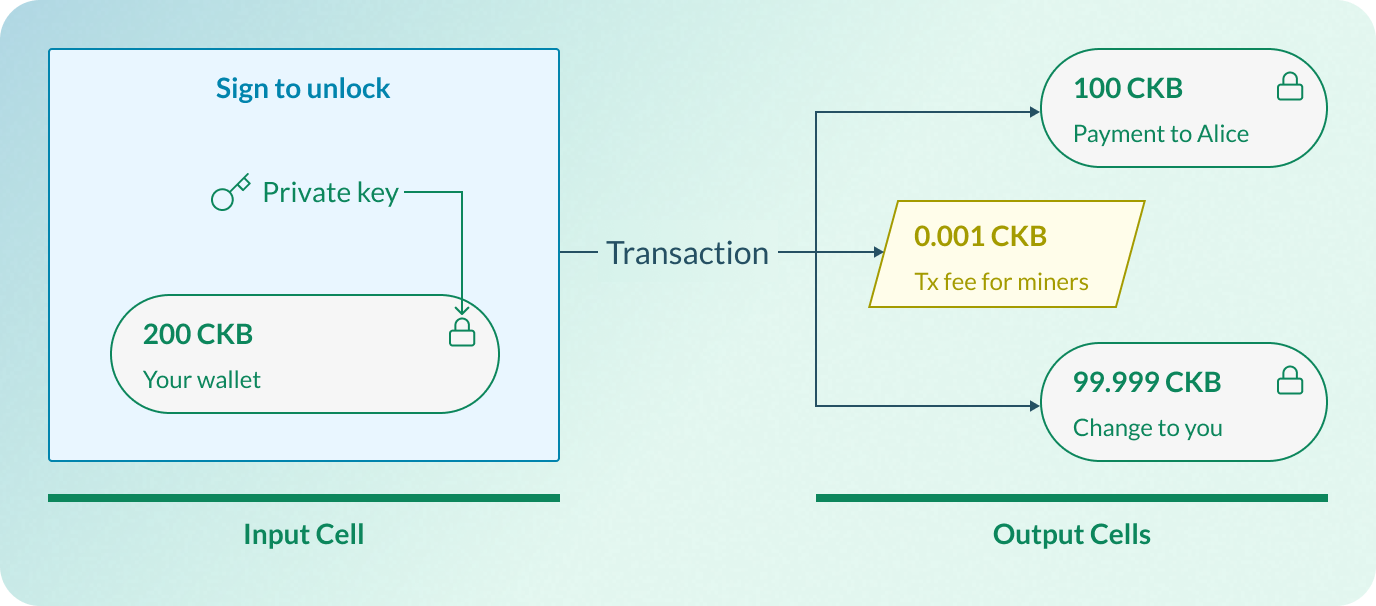 Sign to unlock
Private key
200 CKB
Your wallet
Input Cell
Transaction
100 CKB
Payment to Alice
0.001 CKB
Tx fee for miners
99.999 CKB
Change to you
Output Cells